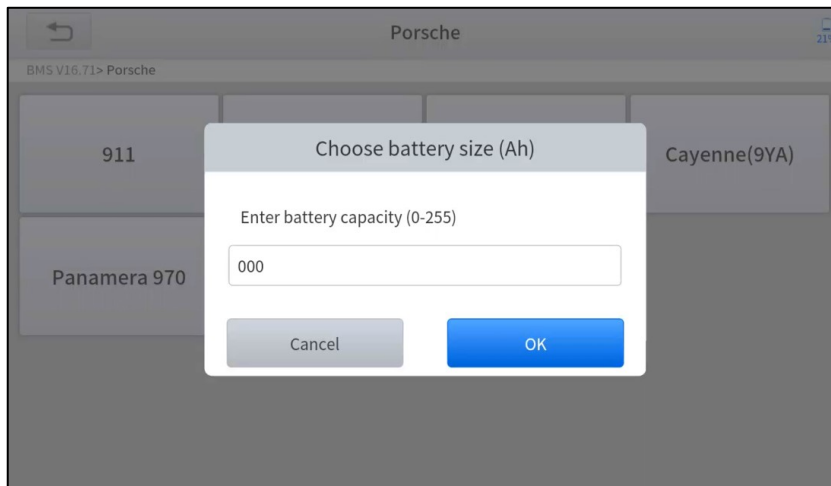 Porsche
BMS V16.71> Porsche
911
Cayenne(9YA)
Panamera 970
Choose battery size (Ah)
Enter battery capacity (0-255)
000
Cancel
OK